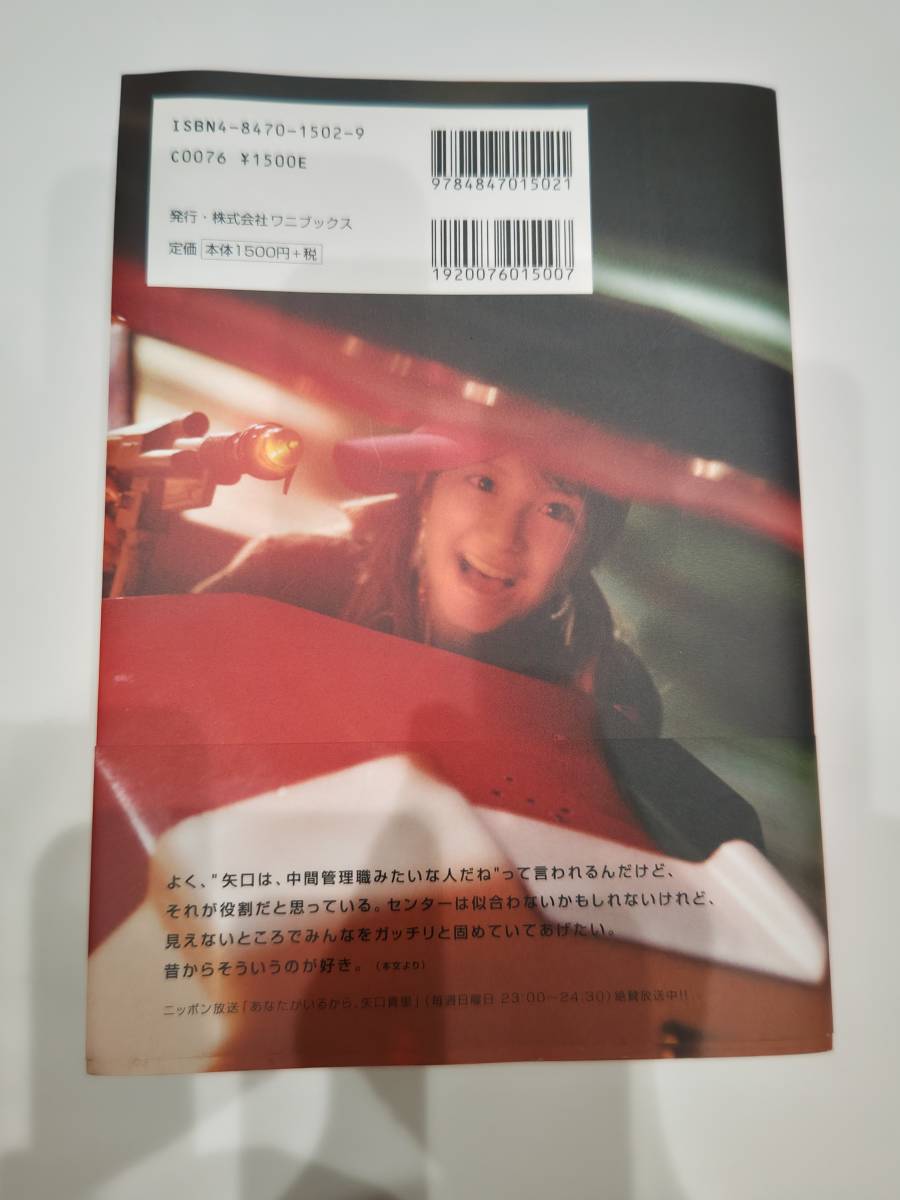 ISBN4-8470-1502-9
C0076 ¥1500E
9784847015021
発行・株式会社ワニブックス
定価 本体1500円+税
1920076015007
よく、"矢口は、中間管理職みたいな人だね"って言われるんだけど、
それが役割だと思っている。センターは似合わないかもしれないけれど、
見えないところでみんなをガッチリと固めていてあげたい。
昔からそういうのが好き。（本文より）
ニッポン放送「あなたがいるから、矢口真里」（毎週日曜日 23:00〜24:30）絶賛放送中!!